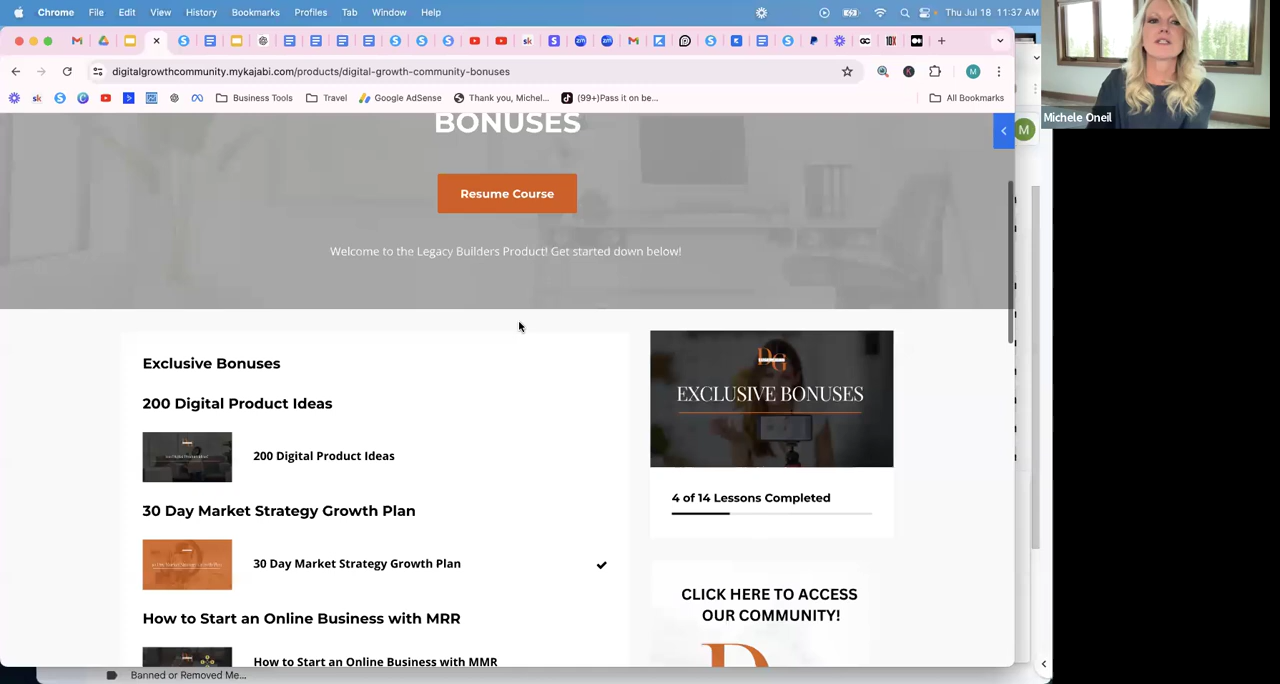 Chrome File Edit View History Bookmarks Profiles Tab Window Help
Thu Jul 18 11:37 AM
digitalgrowthcommunity.mykajabi.com/products/digital-growth-community-bonuses
Business Tools Travel Google AdSense Thank you, Michel... (99+)Pass it on be... All Bookmarks
Michele Oneil
M
BONUSES
Resume Course
Welcome to the Legacy Builders Product! Get started down below!
Exclusive Bonuses
200 Digital Product Ideas
200 Digital Product Ideas
30 Day Market Strategy Growth Plan
30 Day Market Strategy Growth Plan
How to Start an Online Business with MRR
How to Start an Online Business with MMR
DG
EXCLUSIVE BONUSES
4 of 14 Lessons Completed
CLICK HERE TO ACCESS
OUR COMMUNITY!
Banned or Removed Me...